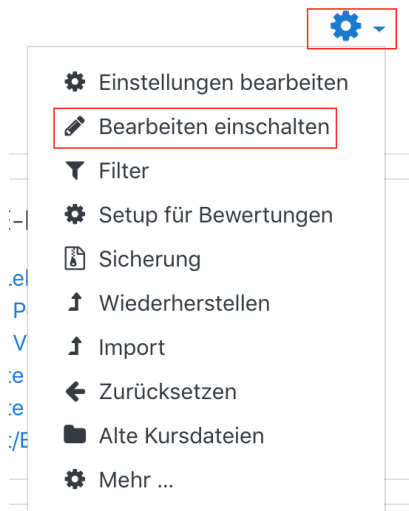 Einstellungen bearbeiten
Bearbeiten einschalten
Filter
Setup für Bewertungen
Sicherung
Wiederherstellen
Import
Zurücksetzen
Alte Kursdateien
Mehr ...